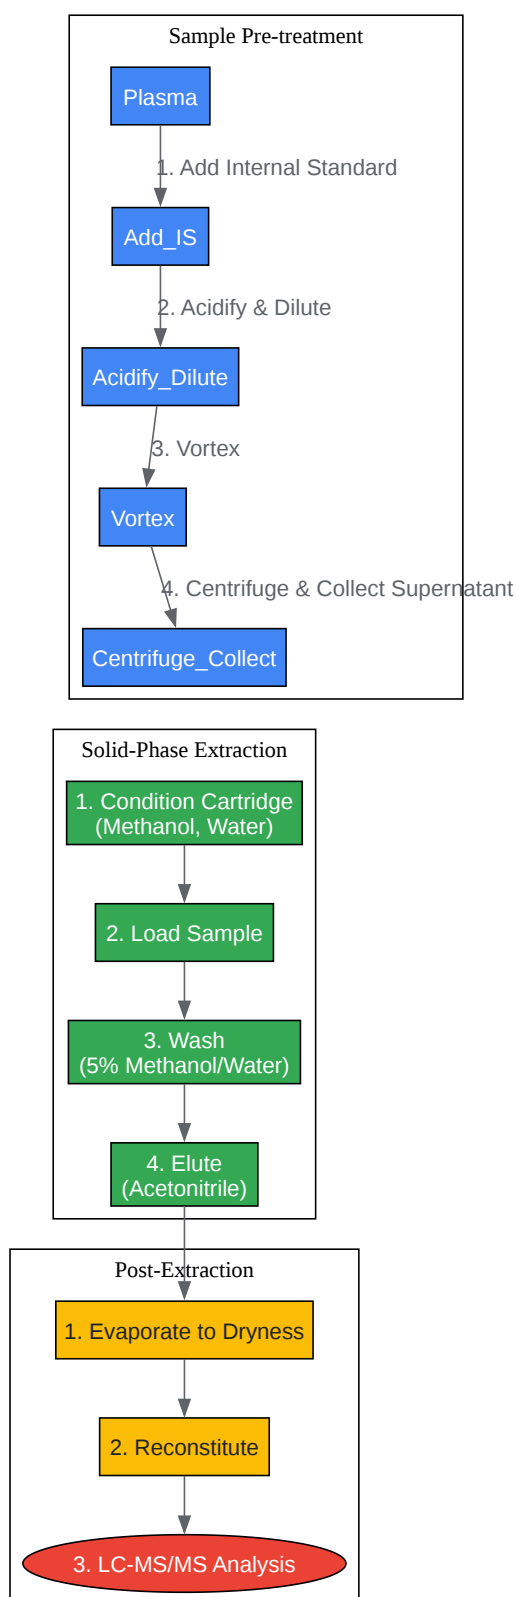 Sample Pre-treatment
Plasma
1. Add Internal Standard
Add_IS
2. Acidify & Dilute
Acidify_Dilute
3. Vortex
Vortex
4. Centrifuge & Collect Supernatant
Centrifuge_Collect
Solid-Phase Extraction
1. Condition Cartridge
(Methanol, Water)
2. Load Sample
3. Wash
(5% Methanol/Water)
4. Elute
(Acetonitrile)
Post-Extraction
1. Evaporate to Dryness
2. Reconstitute
3. LC-MS/MS Analysis